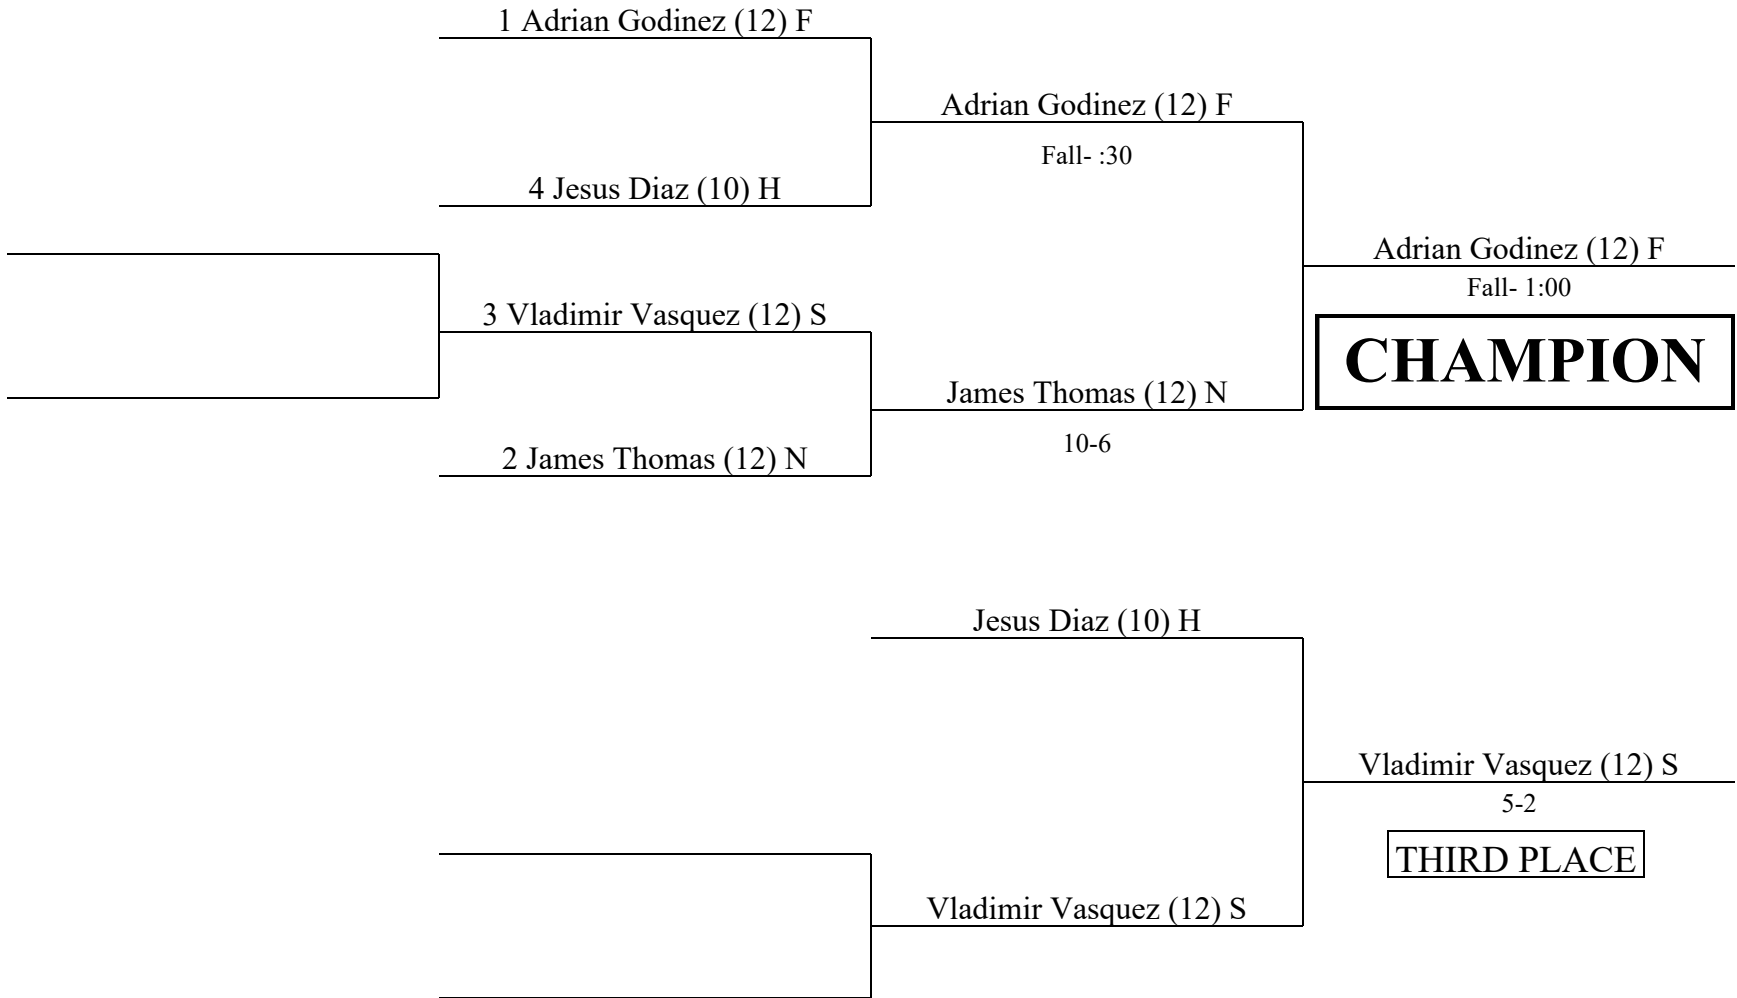 1 Adrian Godinez (12) F
Adrian Godinez (12) F
Fall- :30
4 Jesus Diaz (10) H
Adrian Godinez (12) F
Fall- 1:00
3 Vladimir Vasquez (12) S
CHAMPION
James Thomas (12) N
10-6
2 James Thomas (12) N
Jesus Diaz (10) H
Vladimir Vasquez (12) S
5-2
THIRD PLACE
Vladimir Vasquez (12) S